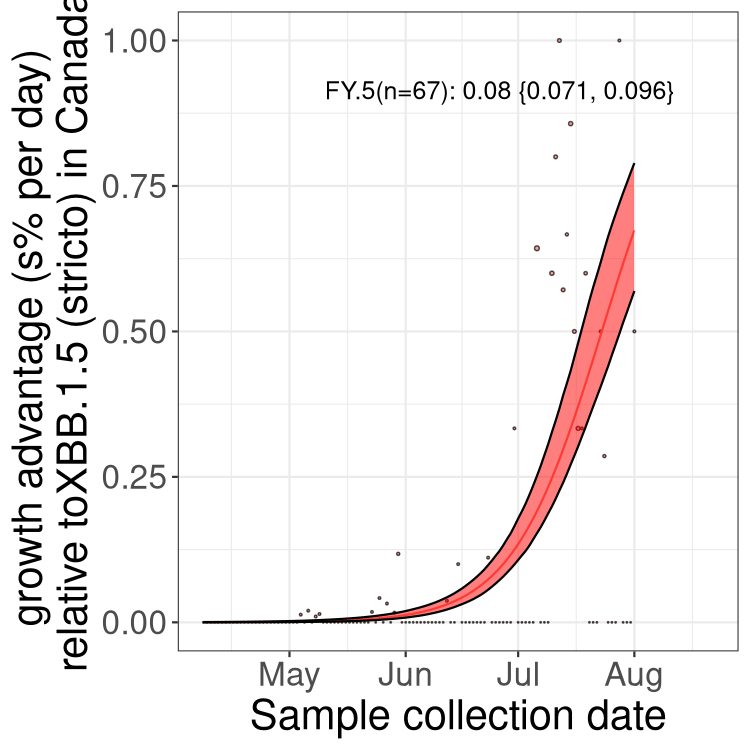 growth advantage (s% per day)
relative toXBB.1.5 (stricto) in Canada
1.00
0.75
0.50
0.25
0.00
FY.5(n=67): 0.08 {0.071, 0.096}
May Jun Jul Aug
Sample collection date